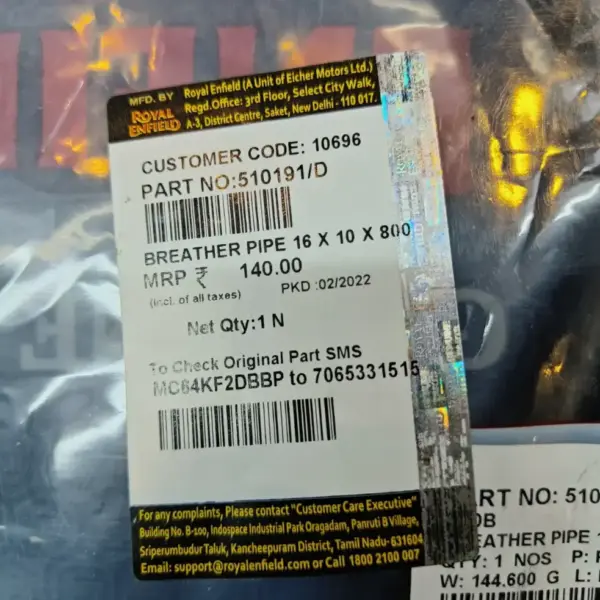 MFD. BY
ROYAL
ENFIELD
Royal Enfield (A Unit of Eicher Motors Ltd.)
Regd.Office: 3rd Floor, Select City Walk,
A-3, District Centre, Saket, New Delhi - 110 017.
CUSTOMER CODE: 10696
PART NO:510191/D
BREATHER PIPE 16 X 10 X 800
MRP ₹ 140.00
(incl. of all taxes)
PKD :02/2022
Net Qty:1 N
To Check Original Part SMS
MC64KF2DBBP to 7065331515
For any complaints, Please contact "Customer Care Executive"
Building No. B-100, Indospace Industrial Park Oragadam, Panruti B Village,
Sriperumbudur Taluk, Kancheepuram District, Tamil Nadu- 631604
Email: support@royalenfield.com or Call 1800 2100 007
RT NO: 510
DB
EATHER PIPE 1
QTY: 1 NOS P:
W: 144.600 G L: